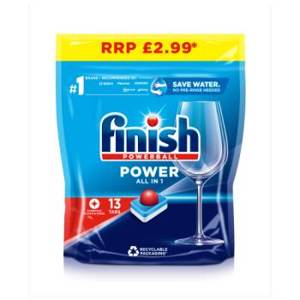 RRP £2.99*
#1
SAVE WATER.
NO PRE-RINSE NEEDED
finish
POWERBALL
POWER
ALL IN 1
13
TABS
RECYCLABLE
PACKAGING*